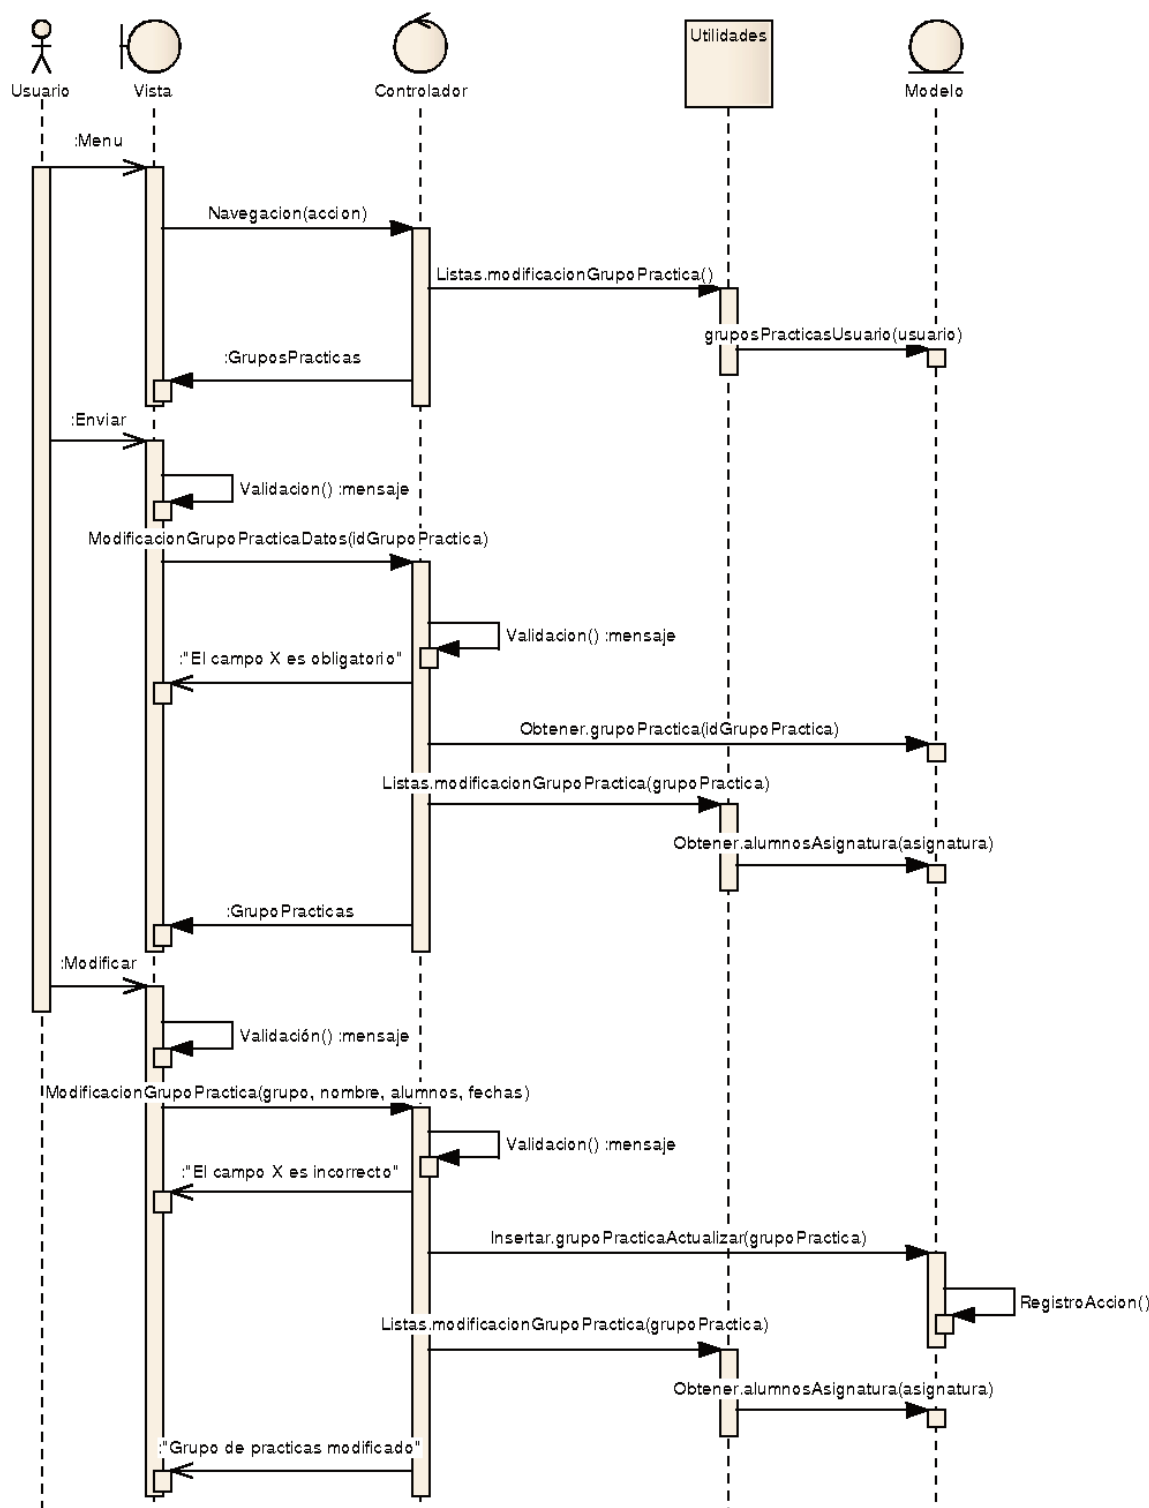 Utilidades
Usuario
Vista
Controlador
Modelo
:Menu
Navegacion(accion)
Listas.modificacionGrupoPractica()
gruposPracticasUsuario(usuario)
:GruposPracticas
:Enviar
Validacion() :mensaje
ModificacionGrupoPracticaDatos(idGrupoPractica)
Validacion() :mensaje
:"El campo X es obligatorio"
Obtener.grupoPractica(idGrupoPractica)
Listas.modificacionGrupoPractica(grupoPractica)
Obtener.alumnosAsignatura(asignatura)
:GrupoPracticas
:Modificar
Validación() :mensaje
ModificacionGrupoPractica(grupo, nombre, alumnos, fechas)
Validacion() :mensaje
:"El campo X es incorrecto"
Insertar.grupoPracticaActualizar(grupoPractica)
RegistroAccion()
Listas.modificacionGrupoPractica(grupoPractica)
Obtener.alumnosAsignatura(asignatura)
:"Grupo de practicas modificado"